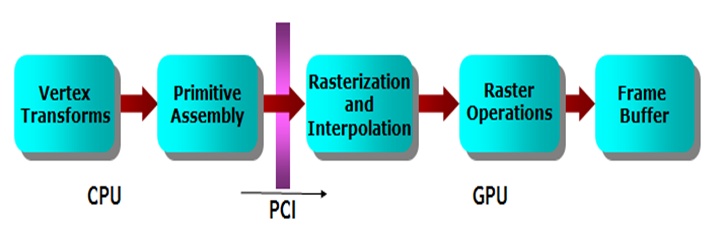 Vertex
Transforms
Primitive
Assembly
Rasterization
and
Interpolation
Raster
Operations
Frame
Buffer
CPU
PCI
GPU